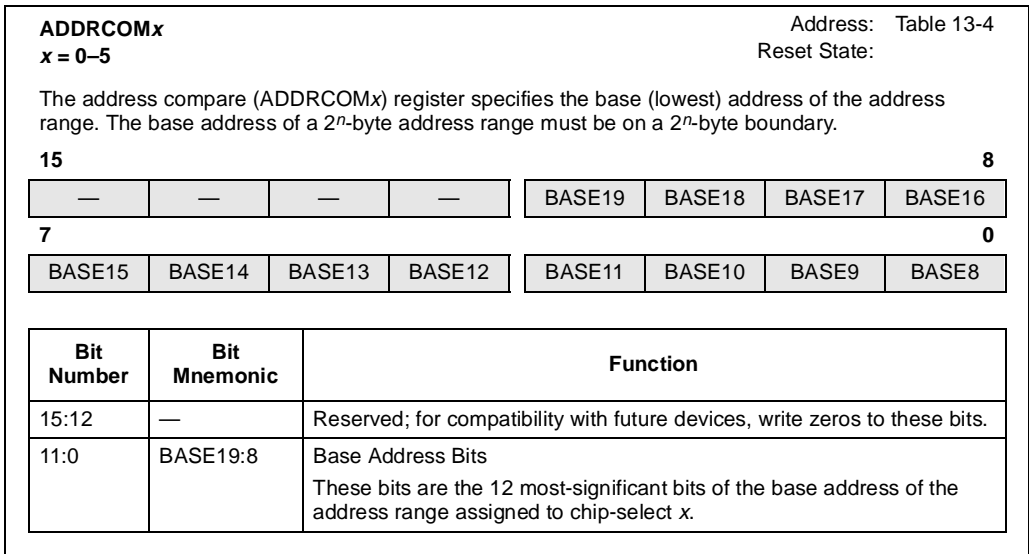 ADDRCOMx Address: Table 13-4
x = 0–5 Reset State:
The address compare (ADDRCOMx) register specifies the base (lowest) address of the address
range. The base address of a 2ⁿ-byte address range must be on a 2ⁿ-byte boundary.
15 8
— — — — BASE19 BASE18 BASE17 BASE16
7 0
BASE15 BASE14 BASE13 BASE12 BASE11 BASE10 BASE9 BASE8
Bit Number Bit Mnemonic Function
15:12 — Reserved; for compatibility with future devices, write zeros to these bits.
11:0 BASE19:8 Base Address Bits
These bits are the 12 most-significant bits of the base address of the
address range assigned to chip-select x.